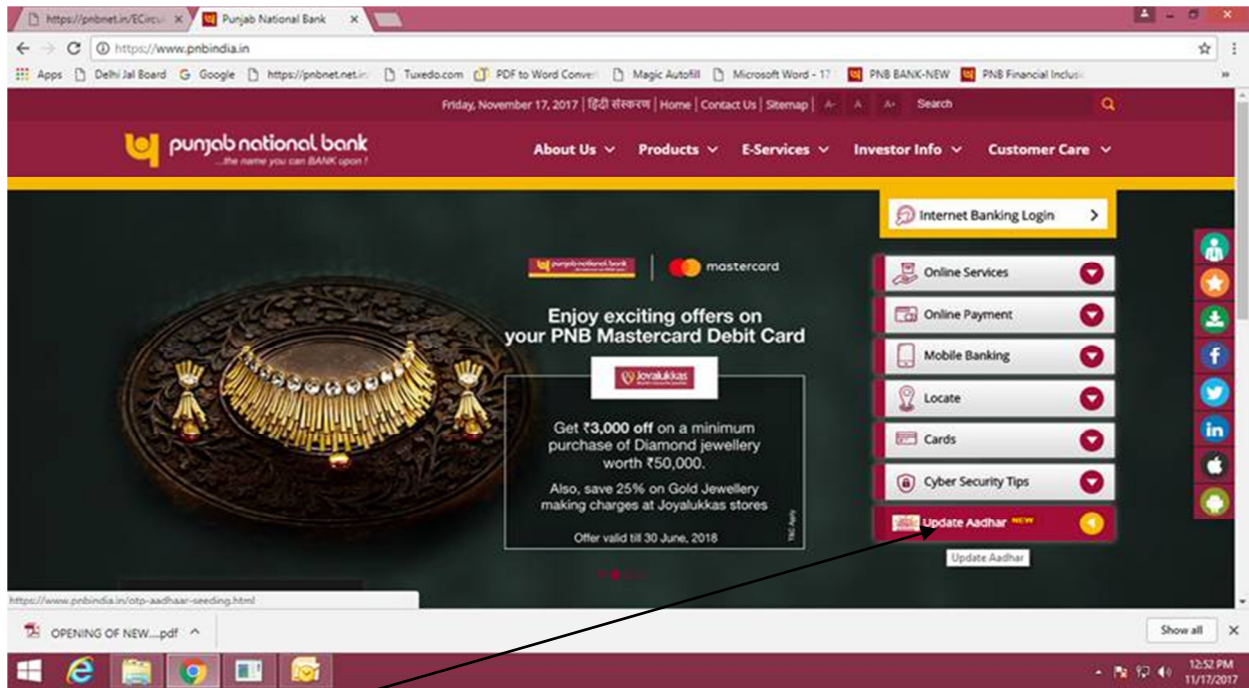 https://pnbnet.in/ECircul
Punjab National Bank
https://www.pnbindia.in
Apps Delhi Jal Board Google https://pnbnet.net.in Tuxedo.com PDF to Word Convert Magic Autofill Microsoft Word - 17 PNB BANK-NEW PNB Financial Inclusi
Friday, November 17, 2017 | हिंदी संस्करण | Home | Contact Us | Sitemap | A- A A+ Search
punjab national bank
...the name you can BANK upon !
About Us Products E-Services Investor Info Customer Care
Internet Banking Login
punjab national bank
mastercard
Enjoy exciting offers on
your PNB Mastercard Debit Card
Joyalukkas
Get ₹3,000 off on a minimum
purchase of Diamond jewellery
worth ₹50,000.
Also, save 25% on Gold Jewellery
making charges at Joyalukkas stores
Offer valid till 30 June, 2018
T&C Apply
Online Services
Online Payment
Mobile Banking
Locate
Cards
Cyber Security Tips
Update Aadhar NEW
Update Aadhar
https://www.pnbindia.in/otp-aadhaar-seeding.html
OPENING OF NEW....pdf
Show all
12:52 PM
11/17/2017